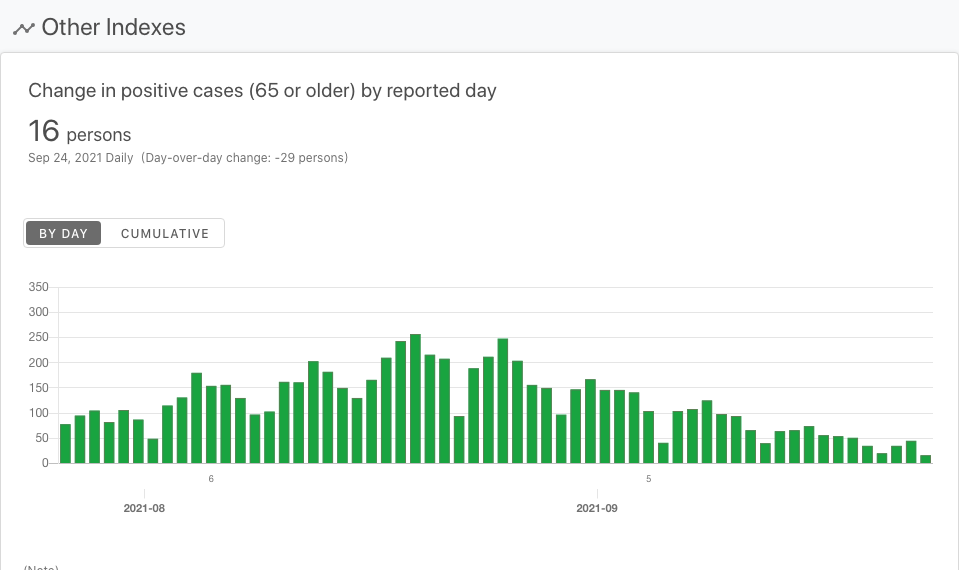 Other Indexes
Change in positive cases (65 or older) by reported day
16 persons
Sep 24, 2021 Daily (Day-over-day change: -29 persons)
BY DAY CUMULATIVE
350
300
250
200
150
100
50
0
6 5
2021-08 2021-09
(Note)